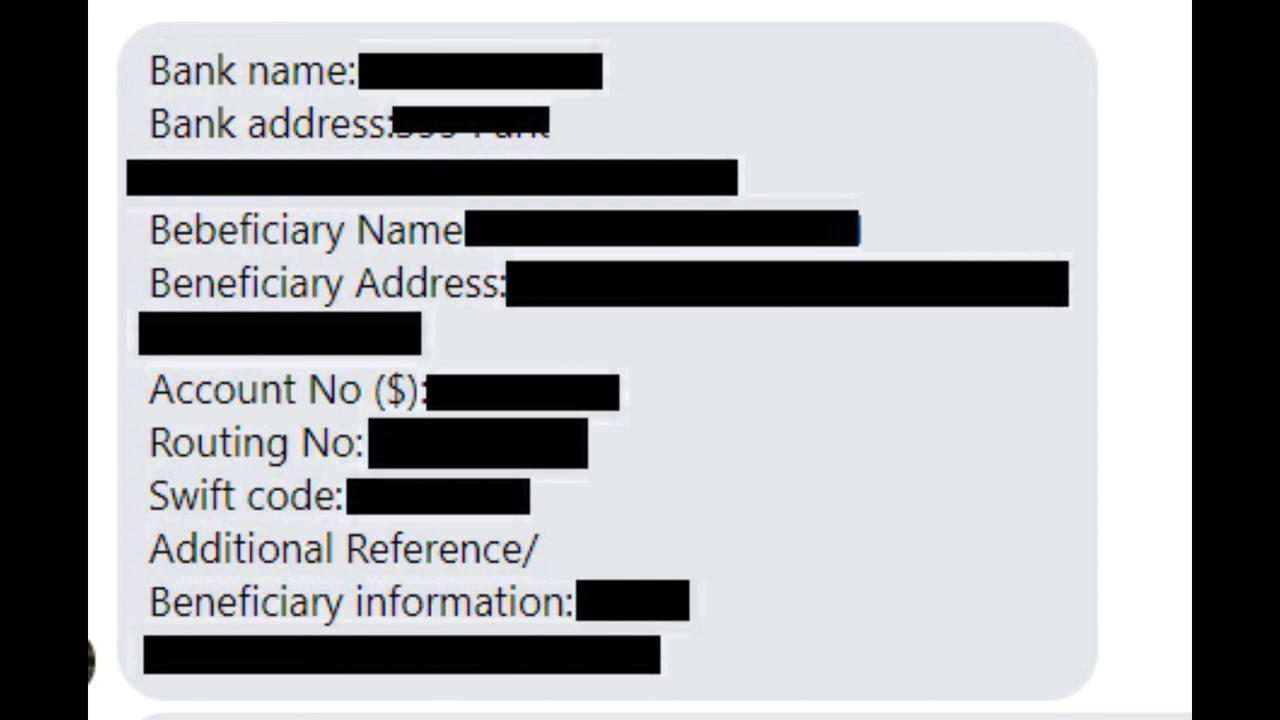 Bank name:
Bank address:
Bebeficiary Name
Beneficiary Address:
Account No ($):
Routing No:
Swift code:
Additional Reference/
Beneficiary information: